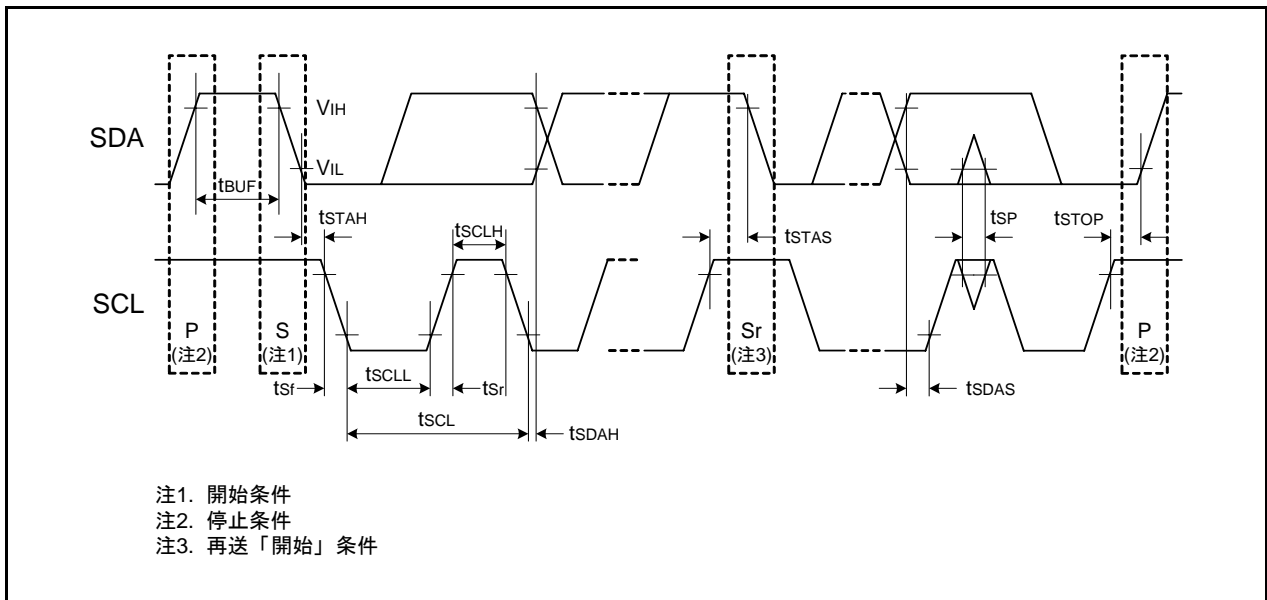 SDA
VIH
VIL
tBUF
tSTAH
tSCLH
tSTAS
tSP
tSTOP
SCL
P
(注2)
S
(注1)
Sr
(注3)
P
(注2)
tSf
tSCLL
tSr
tSDAS
tSCL
tSDAH
注1. 開始条件
注2. 停止条件
注3. 再送「開始」条件